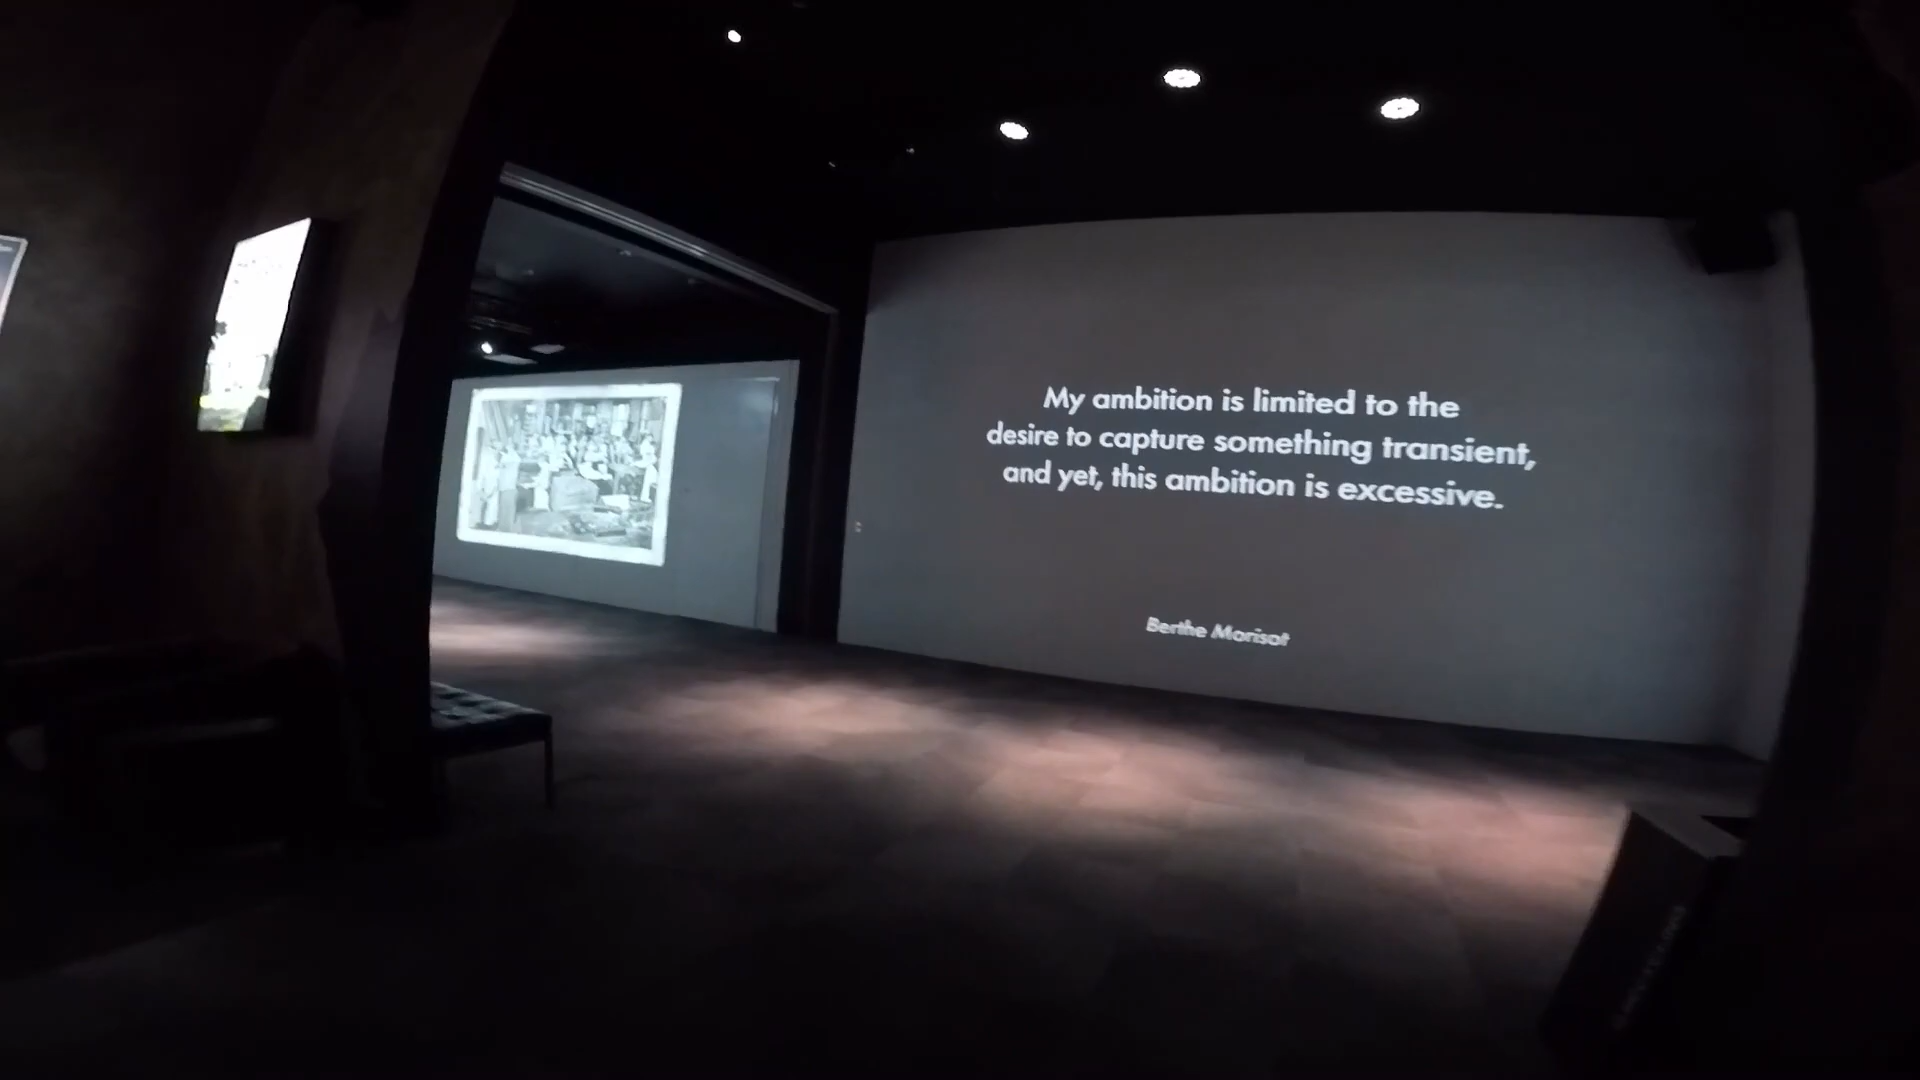 My ambition is limited to the
desire to capture something transient,
and yet, this ambition is excessive.
Berthe Morisot